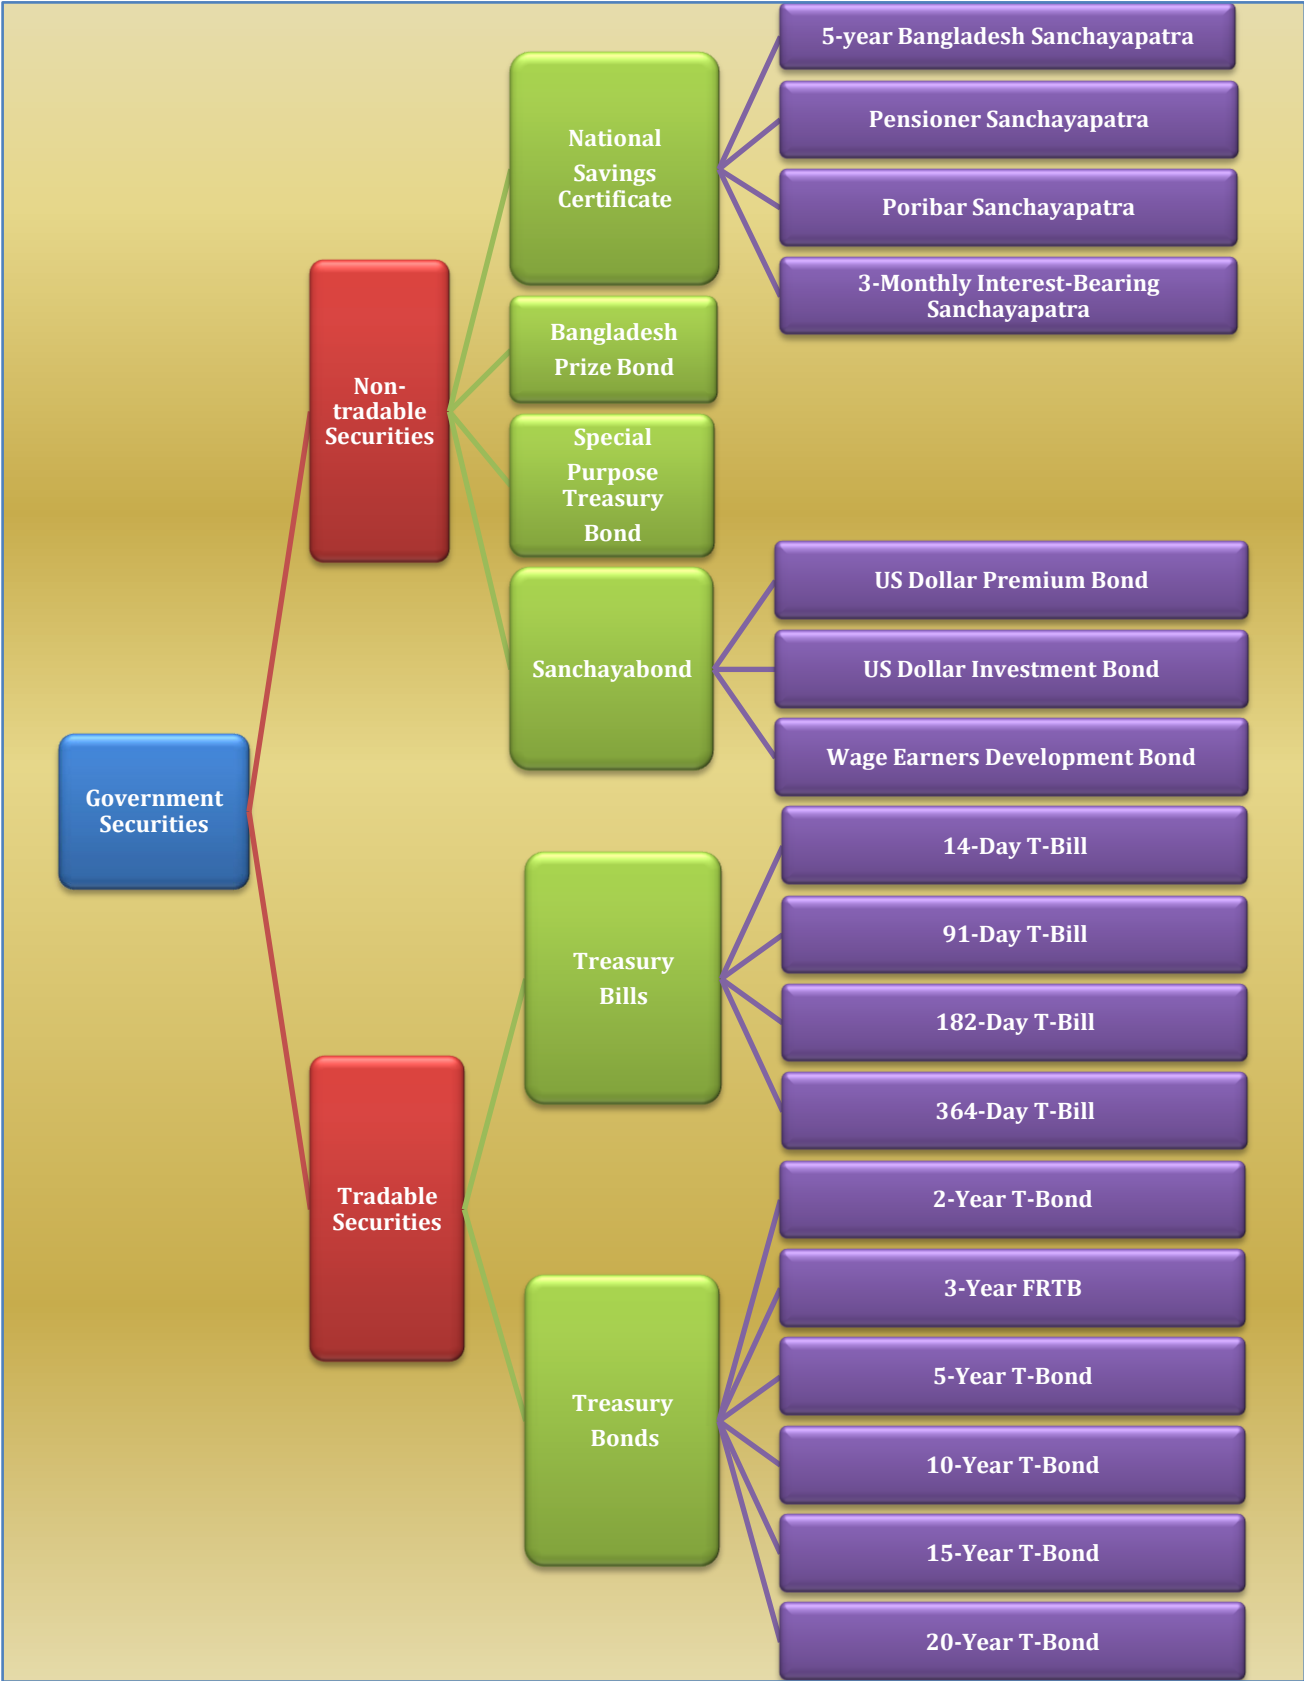 5-year Bangladesh Sanchayapatra
National
Savings
Certificate
Pensioner Sanchayapatra
Poribar Sanchayapatra
3-Monthly Interest-Bearing
Sanchayapatra
Non-
tradable
Securities
Bangladesh
Prize Bond
Special
Purpose
Treasury
Bond
Sanchayabond
US Dollar Premium Bond
US Dollar Investment Bond
Wage Earners Development Bond
Government
Securities
Tradable
Securities
Treasury
Bills
14-Day T-Bill
91-Day T-Bill
182-Day T-Bill
364-Day T-Bill
Treasury
Bonds
2-Year T-Bond
3-Year FRTB
5-Year T-Bond
10-Year T-Bond
15-Year T-Bond
20-Year T-Bond